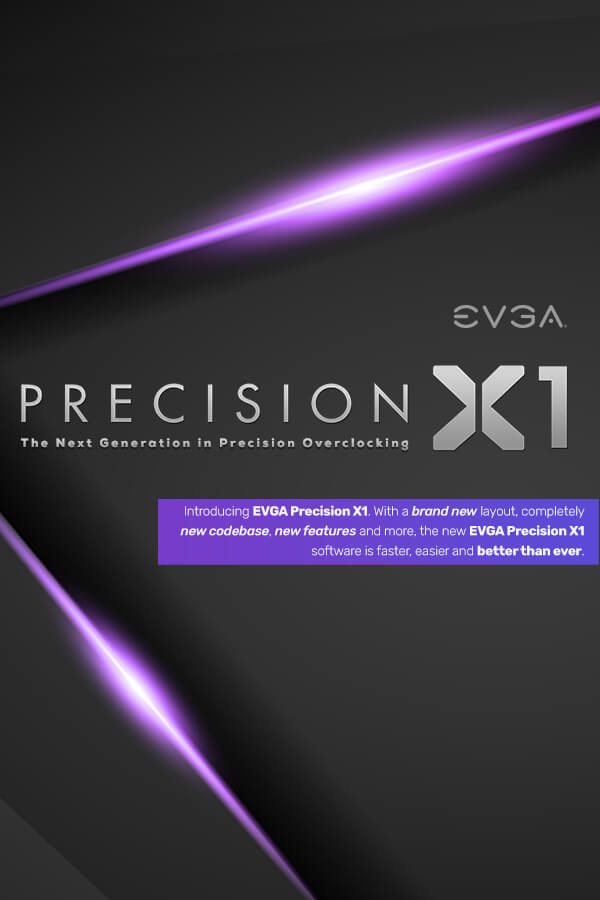 EVGA
PRECISION X1
The Next Generation in Precision Overclocking
Introducing EVGA Precision X1. With a brand new layout, completely
new codebase, new features and more, the new EVGA Precision X1
software is faster, easier and better than ever.